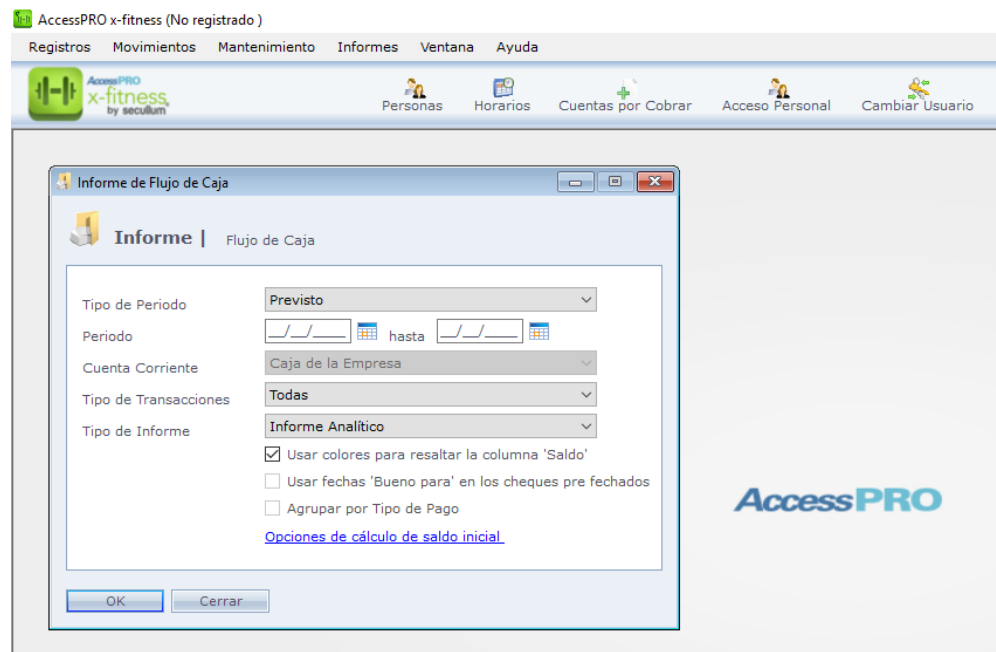 AccessPRO x-fitness (No registrado )
Registros Movimientos Mantenimiento Informes Ventana Ayuda
AccessPRO
x-fitness
by secullum
Personas Horarios Cuentas por Cobrar Acceso Personal Cambiar Usuario
Informe de Flujo de Caja
Informe | Flujo de Caja
Tipo de Periodo Previsto
Periodo __/__/____ hasta __/__/____
Cuenta Corriente Caja de la Empresa
Tipo de Transacciones Todas
Tipo de Informe Informe Analítico
Usar colores para resaltar la columna 'Saldo'
Usar fechas 'Bueno para' en los cheques pre fechados
Agrupar por Tipo de Pago
Opciones de cálculo de saldo inicial
OK Cerrar
AccessPRO